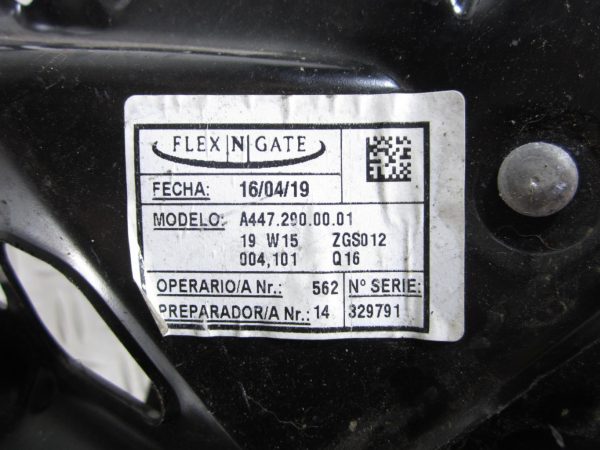 FLEX N GATE
FECHA: 16/04/19
MODELO: A447.290.00.01
19 W15 ZGS012
004,101 Q16
OPERARIO/A Nr.: 562 Nº SERIE:
PREPARADOR/A Nr.: 14 329791